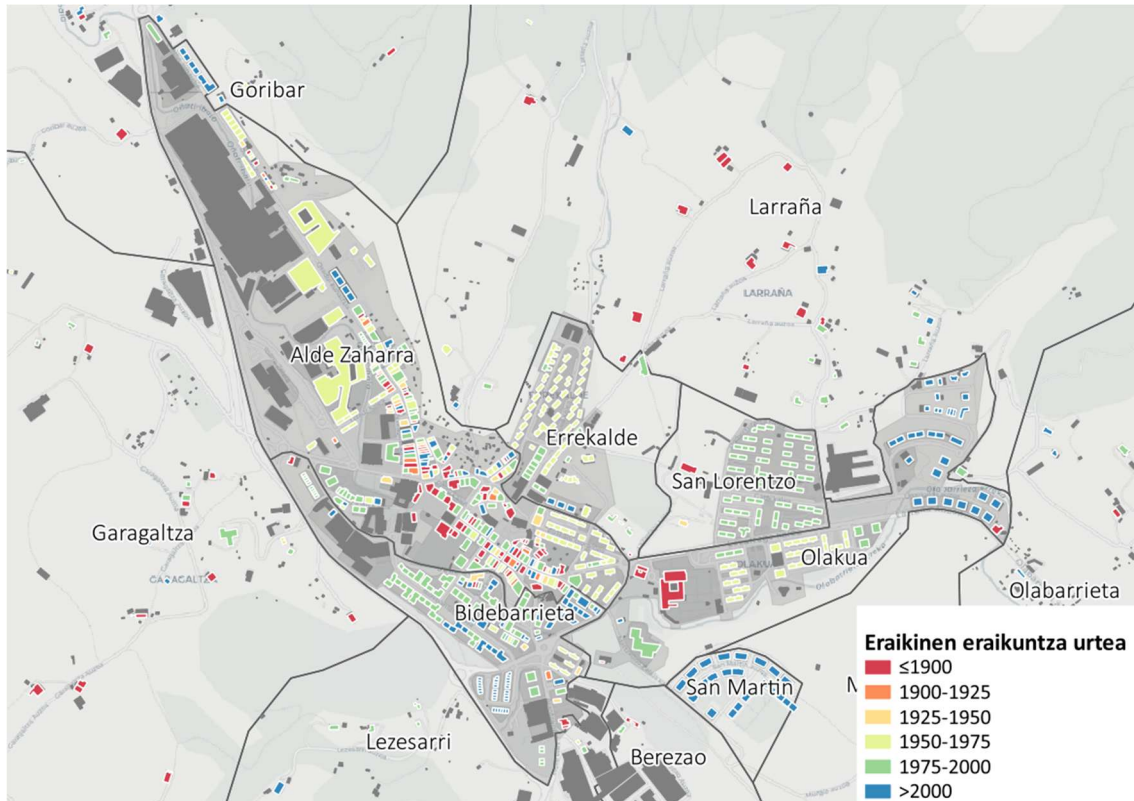 Goribar
Larraña
LARRAÑA
Alde Zaharra
Errekalde
San Lorentzo
Garagaltza
GARAGALTZA
Olakua
OLAKUA
Bidebarrieta
Olabarrieta
San Martin
M
Lezesarri
Berezao
Eraikinen eraikuntza urtea
≤1900
1900-1925
1925-1950
1950-1975
1975-2000
>2000